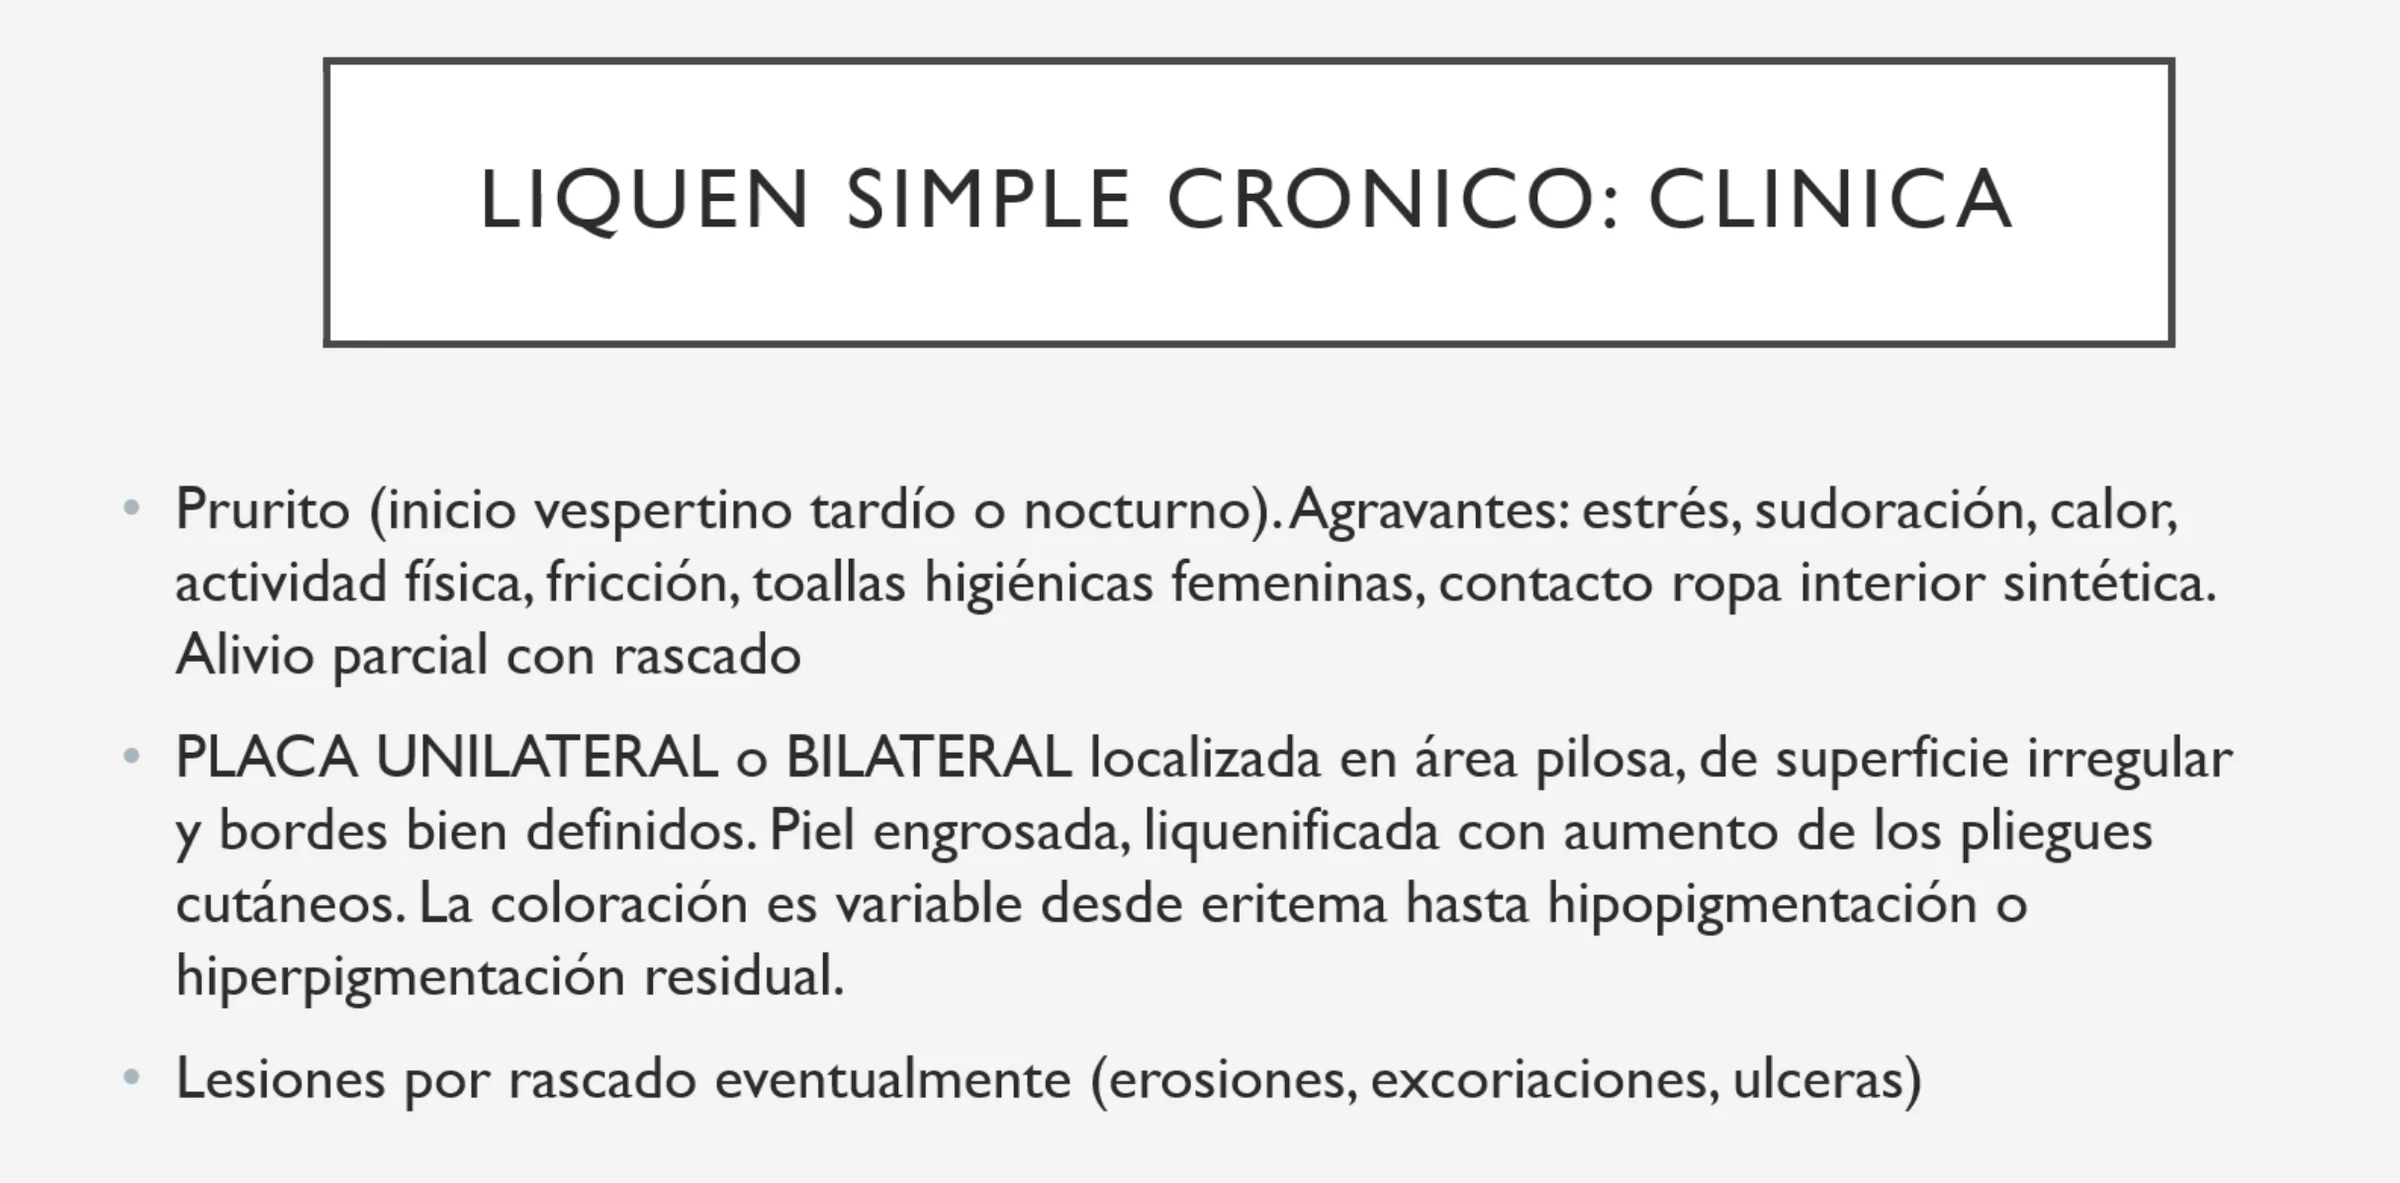 LIQUEN SIMPLE CRONICO: CLINICA
• Prurito (inicio vespertino tardío o nocturno). Agravantes: estrés, sudoración, calor,
actividad física, fricción, toallas higiénicas femeninas, contacto ropa interior sintética.
Alivio parcial con rascado
• PLACA UNILATERAL o BILATERAL localizada en área pilosa, de superficie irregular
y bordes bien definidos. Piel engrosada, liquenificada con aumento de los pliegues
cutáneos. La coloración es variable desde eritema hasta hipopigmentación o
hiperpigmentación residual.
• Lesiones por rascado eventualmente (erosiones, excoriaciones, ulceras)